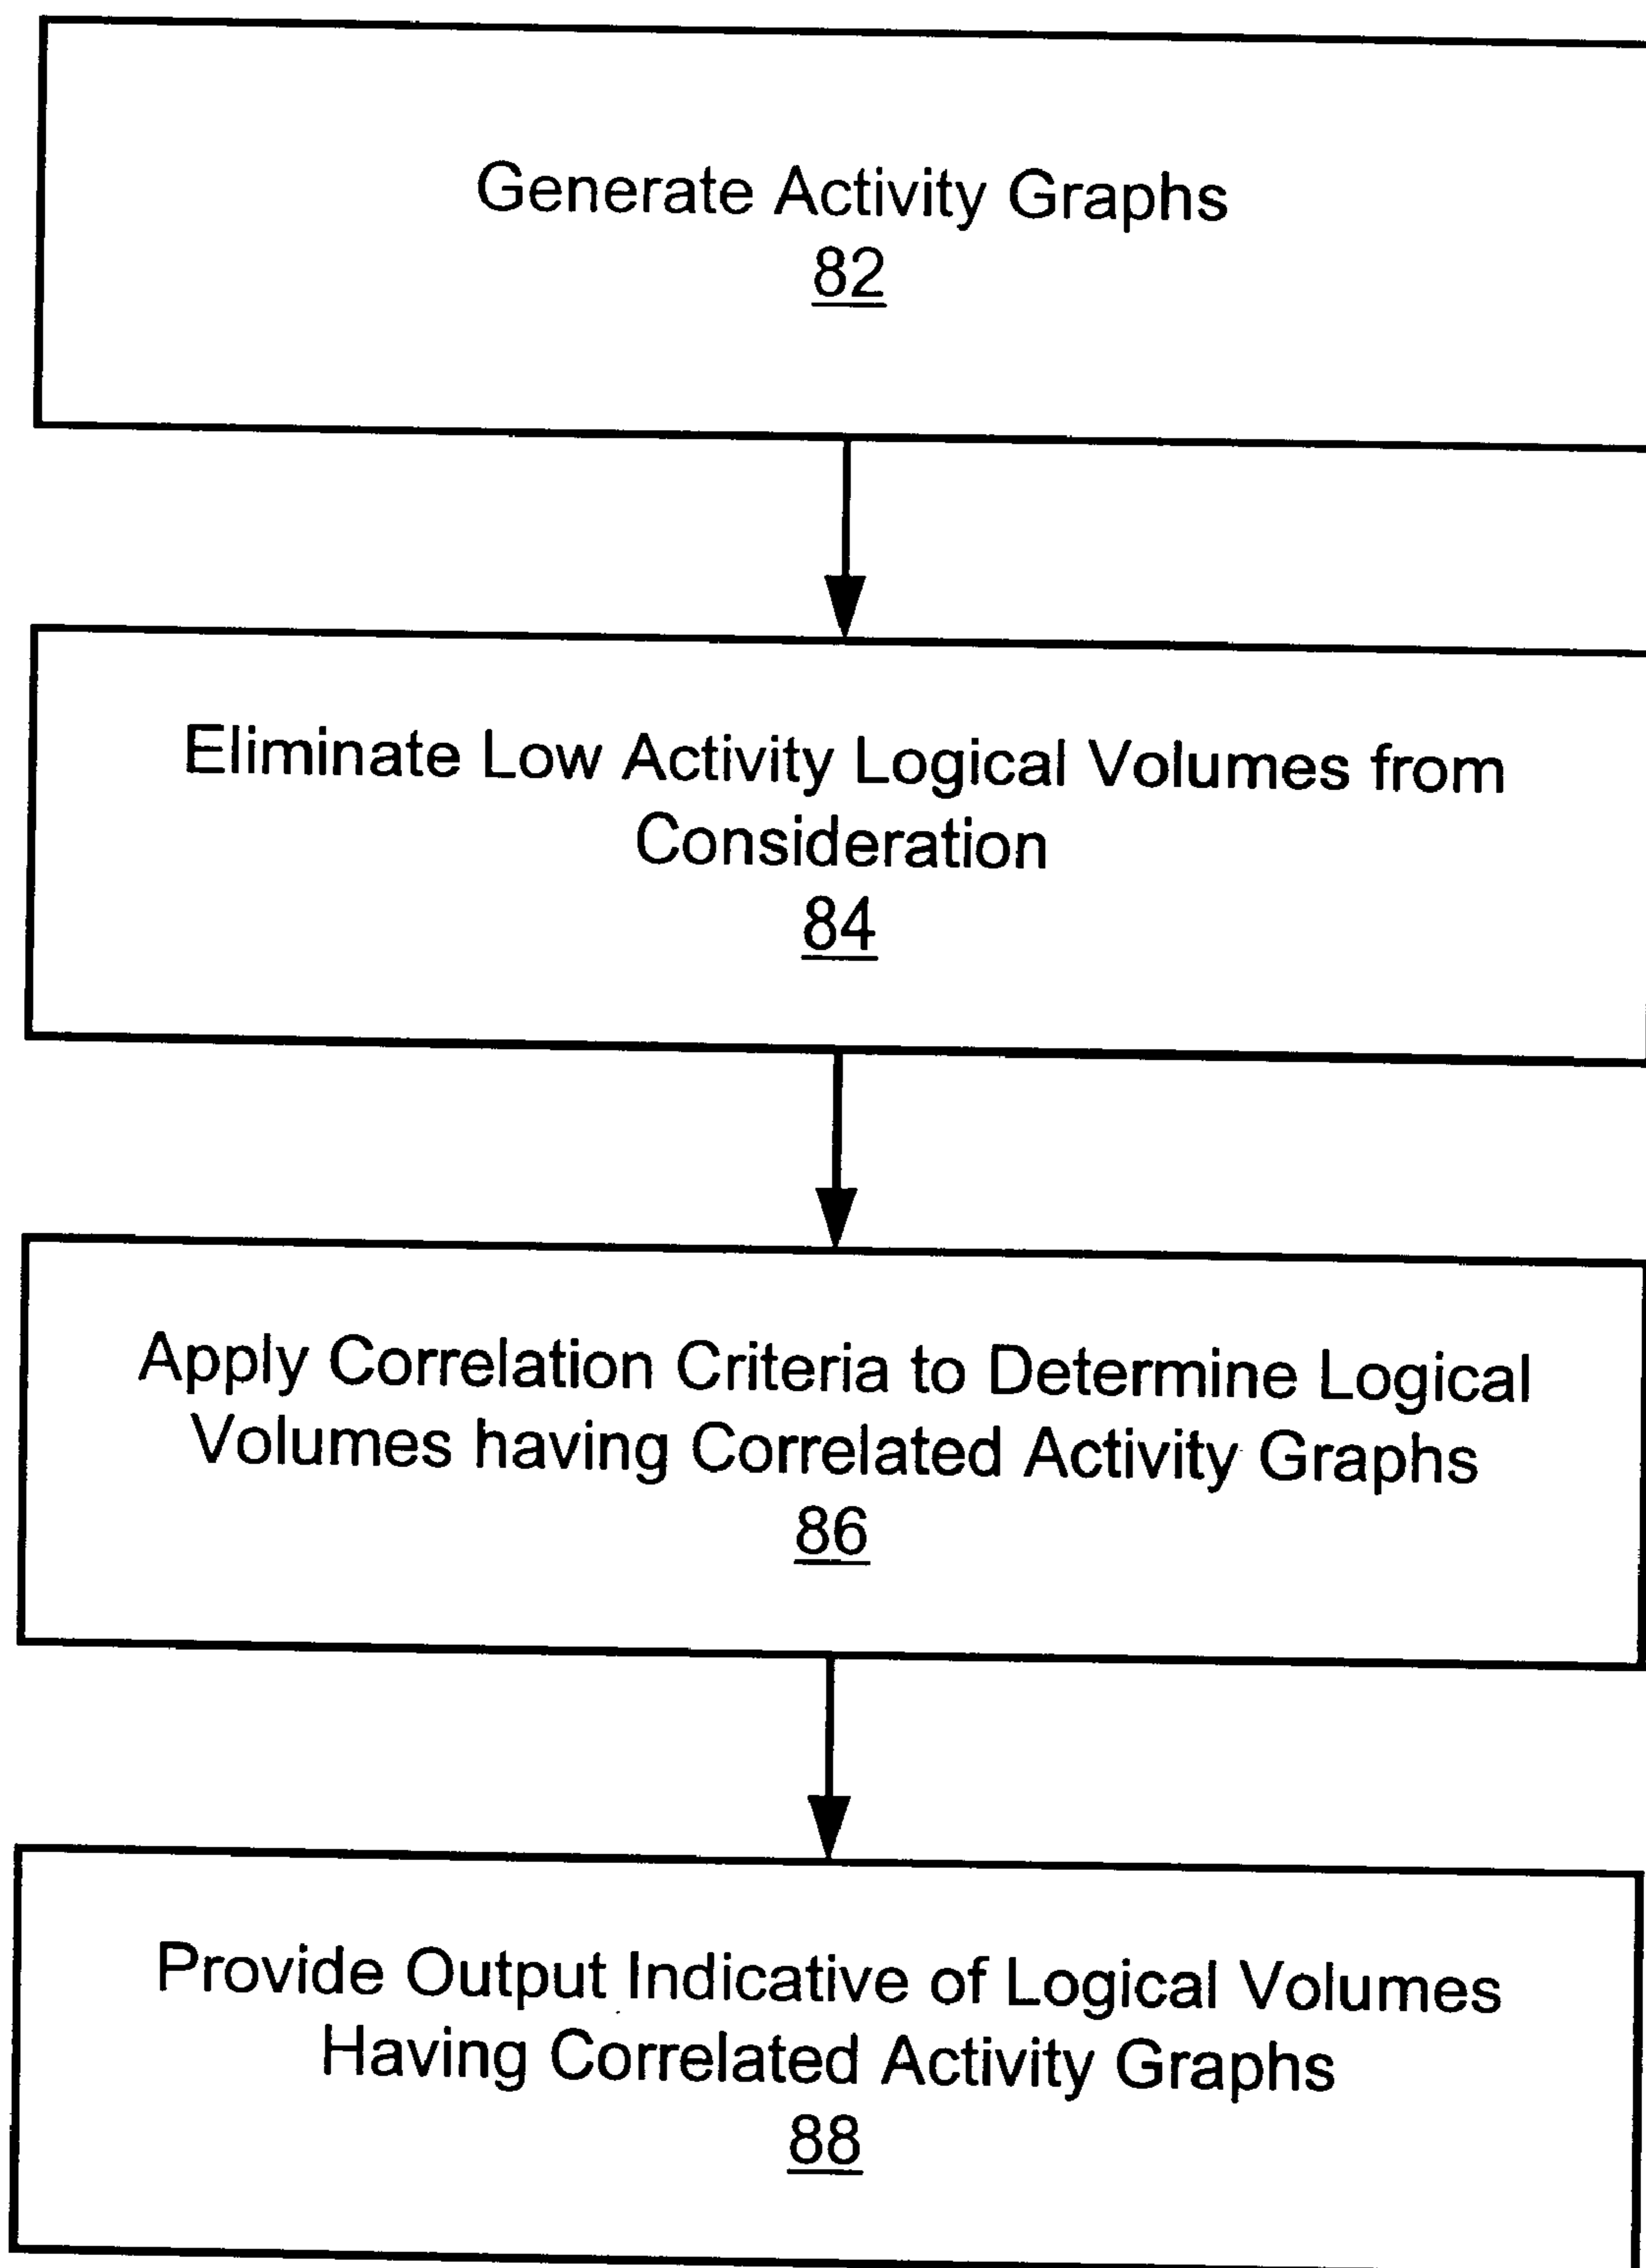 Generate Activity Graphs
82
Eliminate Low Activity Logical Volumes from
Consideration
84
Apply Correlation Criteria to Determine Logical
Volumes having Correlated Activity Graphs
86
Provide Output Indicative of Logical Volumes
Having Correlated Activity Graphs
88